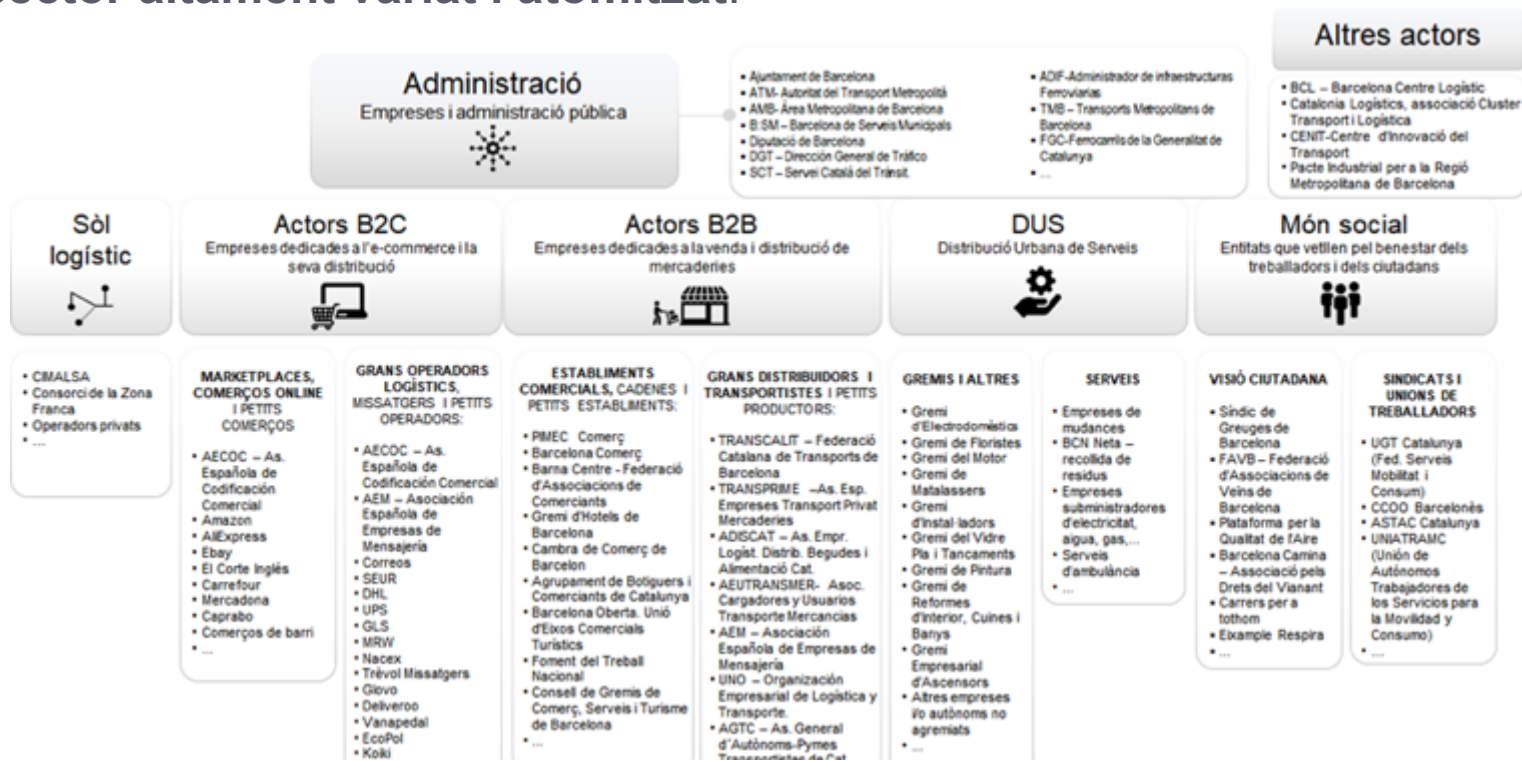 sector altament variat i atomitzat.
Administració
Empreses i administració pública
• Ajuntament de Barcelona
• ATM- Autoritat del Transport Metropolità
• AMB- Àrea Metropolitana de Barcelona
• B:SM – Barcelona de Serveis Municipals
• Diputació de Barcelona
• DGT – Dirección General de Tráfico
• SCT – Servei Català del Trànsit.
• ADIF-Administrador de infraestructuras
Ferroviarias
• TMB – Transports Metropolitans de
Barcelona
• FGC-Ferrocarrils de la Generalitat de
Catalunya
• ...
Altres actors
• BCL – Barcelona Centre Logístic
• Catalonia Logístics, associació Cluster
Transport i Logística
• CENIT-Centre d'Innovació del
Transport
• Pacte Industrial per a la Regió
Metropolitana de Barcelona
Sòl
logístic
• CIMALSA
• Consorci de la Zona
Franca
• Operadors privats
• ...
Actors B2C
Empreses dedicades a l'e-commerce i la
seva distribució
MARKETPLACES,
COMERÇOS ONLINE
I PETITS
COMERÇOS
• AECOC – As.
Española de
Codificación
Comercial
• Amazon
• AliExpress
• Ebay
• El Corte Inglés
• Carrefour
• Mercadona
• Caprabo
• Comerços de barri
• ...
GRANS OPERADORS
LOGÍSTICS,
MISSATGERS I PETITS
OPERADORS:
• AECOC – As.
Española de
Codificación Comercial
• AEM – Asociación
Española de
Empresas de
Mensajería
• Correos
• SEUR
• DHL
• UPS
• GLS
• MRW
• Nacex
• Trèvol Missatgers
• Glovo
• Deliveroo
• Vanapedal
• EcoPol
• Koiki
Actors B2B
Empreses dedicades a la venda i distribució de
mercaderies
ESTABLIMENTS
COMERCIALS, CADENES I
PETITS ESTABLIMENTS:
• PIMEC Comerç
• Barcelona Comerç
• Barna Centre - Federació
d'Associacions de
Comerciants
• Gremi d'Hotels de
Barcelona
• Cambra de Comerç de
Barcelon
• Agrupament de Botiguers i
Comerciants de Catalunya
• Barcelona Oberta. Unió
d'Eixos Comercials
Turístics
• Foment del Treball
Nacional
• Consell de Gremis de
Comerç, Serveis i Turisme
de Barcelona
• ...
GRANS DISTRIBUIDORS I
TRANSPORTISTES I PETITS
PRODUCTORS:
• TRANSCALIT – Federació
Catalana de Transports de
Barcelona
• TRANSPRIME –As. Esp.
Empreses Transport Privat
Mercaderies
• ADISCAT – As. Empr.
Logíst. Distrib. Begudes i
Alimentació Cat.
• AEUTRANSMER- Asoc.
Cargadores y Usuarios
Transporte Mercancias
• AEM – Asociación
Española de Empresas de
Mensajería
• UNO – Organización
Empresarial de Logística y
Transporte.
• AGTC – As. General
d'Autònoms-Pymes
Transportistes de Cat.
DUS
Distribució Urbana de Serveis
GREMIS I ALTRES
• Gremi
d'Electrodomèstics
• Gremi de Floristes
• Gremi del Motor
• Gremi de
Matalassers
• Gremi
d'Instal·ladors
• Gremi del Vidre
Pla i Tancaments
• Gremi de Pintura
• Gremi de
Reformes
d'Interior, Cuines i
Banys
• Gremi
Empresarial
d'Ascensors
• Altres empreses
i/o autònoms no
agremiats
• ...
SERVEIS
• Empreses de
mudances
• BCN Neta –
recollida de
residus
• Empreses
subministradores
d'electricitat,
aigua, gas,...
• Serveis
d'ambulància
• ...
Món social
Entitats que vetllen pel benestar dels
treballadors i dels ciutadans
VISIÓ CIUTADANA
• Síndic de
Greuges de
Barcelona
• FAVB – Federació
d'Associacions de
Veïns de
Barcelona
• Plataforma per la
Qualitat de l'Aire
• Barcelona Camina
– Associació pels
Drets del Vianant
• Carrers per a
tothom
• Eixample Respira
• ...
SINDICATS I
UNIONS DE
TREBALLADORS
• UGT Catalunya
(Fed. Serveis
Mobilitat i
Consum)
• CCOO Barcelonès
• ASTAC Catalunya
• UNIATRAMC
(Unión de
Autónomos
Trabajadores de
los Servicios para
la Movilidad y
Consumo)
• ...